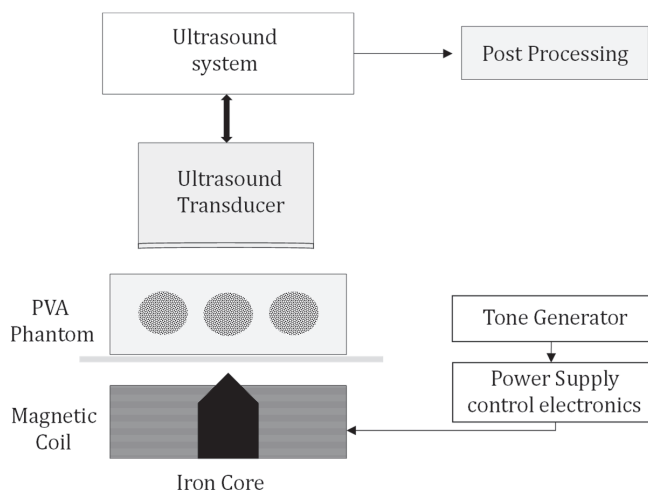 Ultrasound
system
Post Processing
Ultrasound
Transducer
PVA
Phantom
Tone Generator
Power Supply
control electronics
Magnetic
Coil
Iron Core